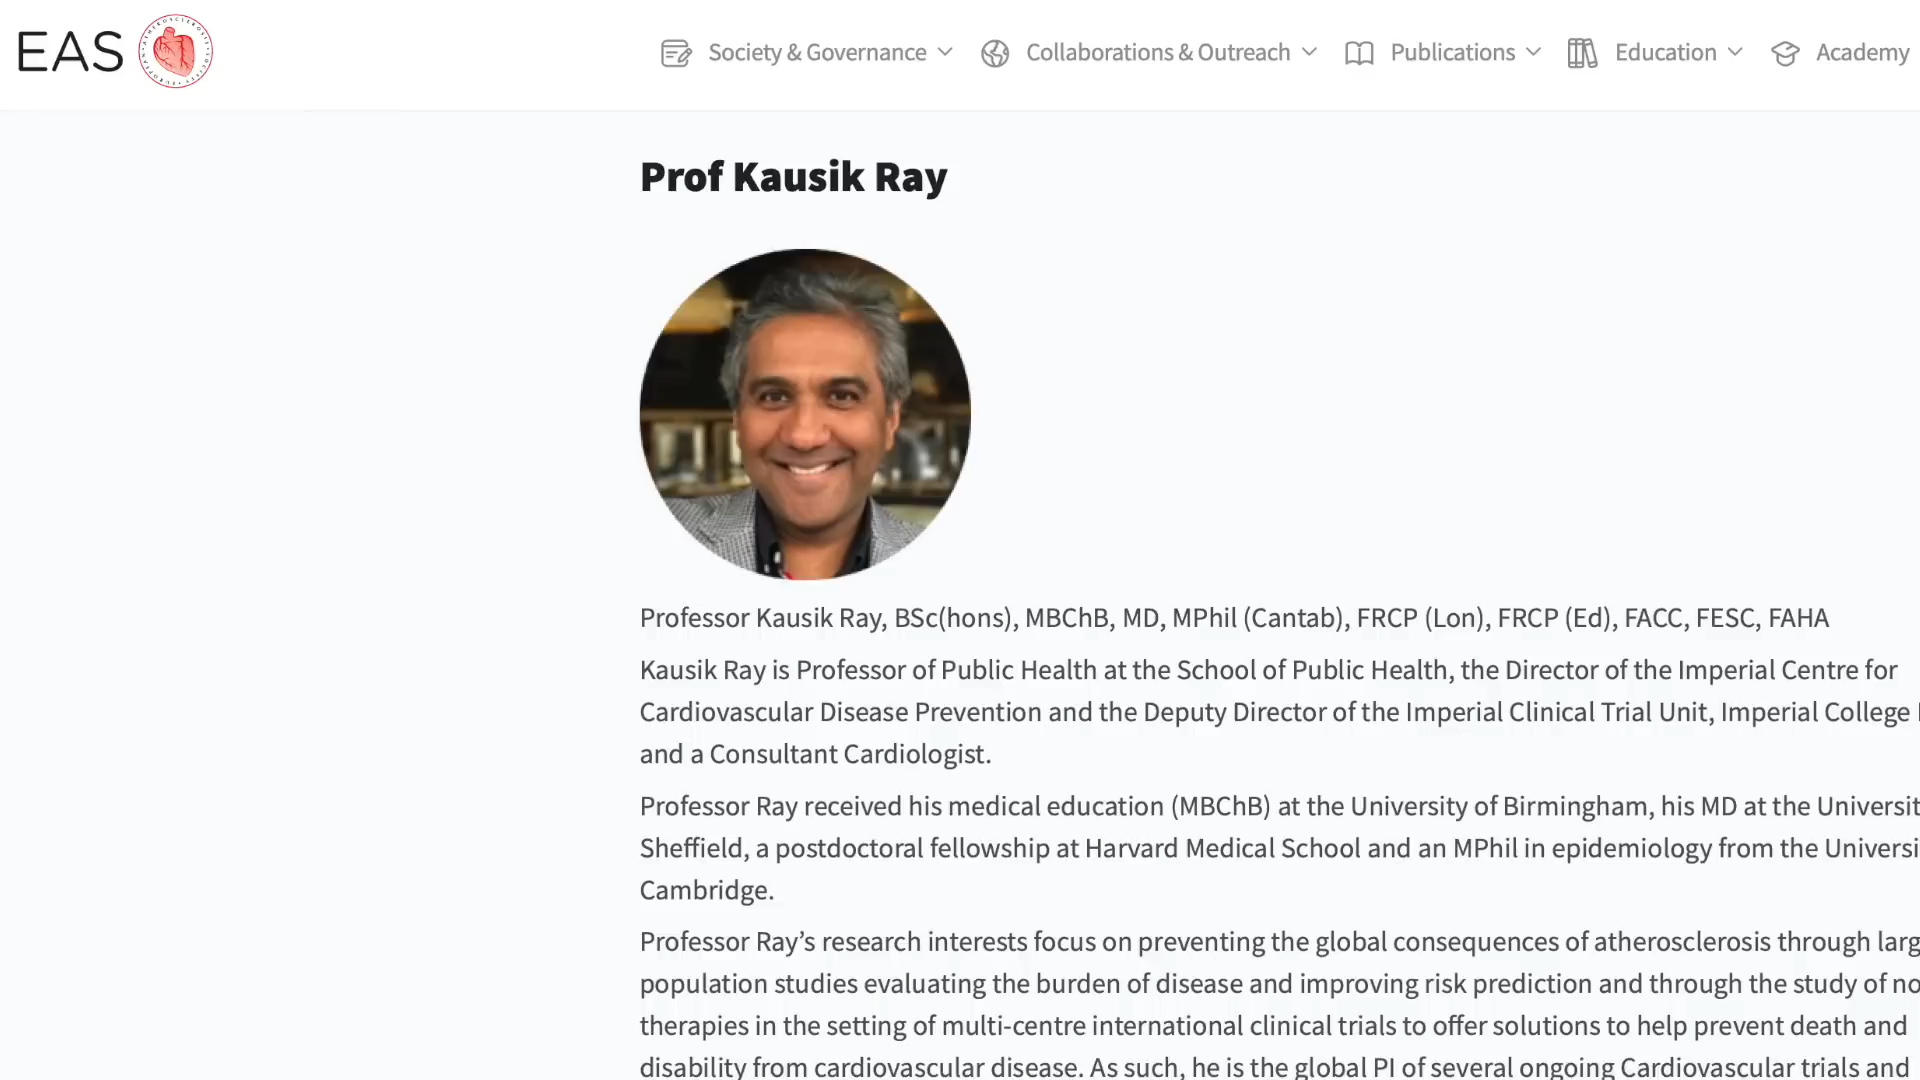 EAS
Society & Governance
Collaborations & Outreach
Publications
Education
Academy
Prof Kausik Ray
Professor Kausik Ray, BSc(hons), MBChB, MD, MPhil (Cantab), FRCP (Lon), FRCP (Ed), FACC, FESC, FAHA
Kausik Ray is Professor of Public Health at the School of Public Health, the Director of the Imperial Centre for
Cardiovascular Disease Prevention and the Deputy Director of the Imperial Clinical Trial Unit, Imperial College
and a Consultant Cardiologist.
Professor Ray received his medical education (MBChB) at the University of Birmingham, his MD at the Universit
Sheffield, a postdoctoral fellowship at Harvard Medical School and an MPhil in epidemiology from the Universi
Cambridge.
Professor Ray’s research interests focus on preventing the global consequences of atherosclerosis through larg
population studies evaluating the burden of disease and improving risk prediction and through the study of no
therapies in the setting of multi-centre international clinical trials to offer solutions to help prevent death and
disability from cardiovascular disease. As such, he is the global PI of several ongoing Cardiovascular trials and